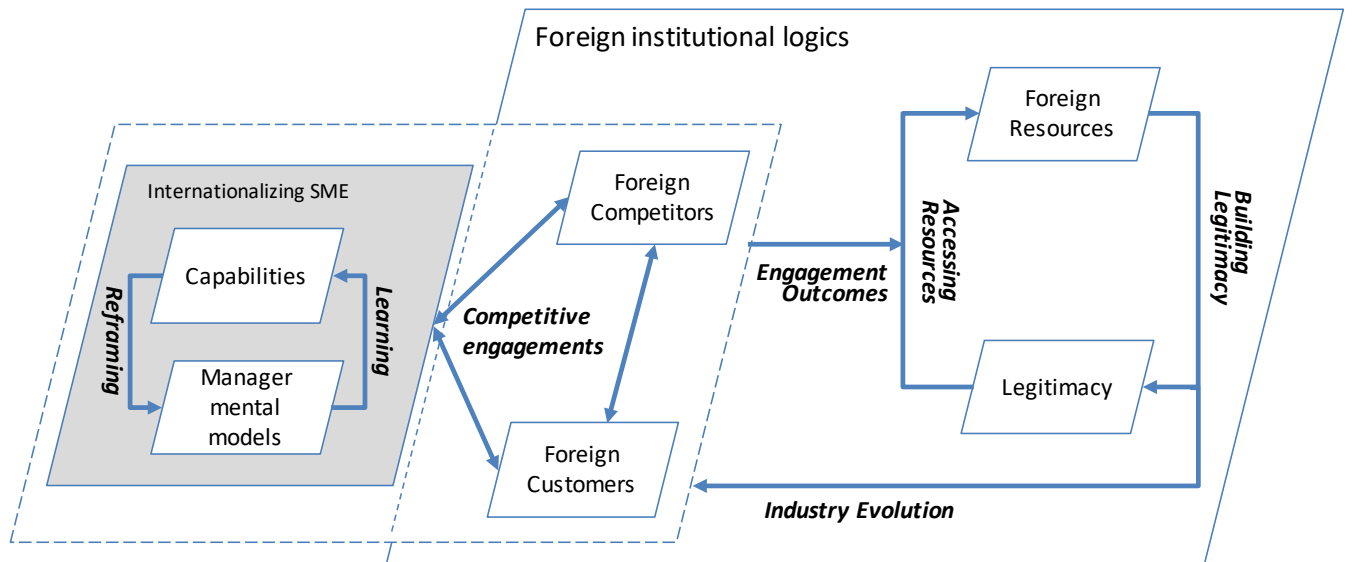 Foreign institutional logics
Foreign
Resources
Internationalizing SME
Foreign
Competitors
Capabilities
Manager
mental
models
Reframing
Learning
Competitive
engagements
Foreign
Customers
Engagement
Outcomes
Accessing
Resources
Building
Legitimacy
Legitimacy
Industry Evolution